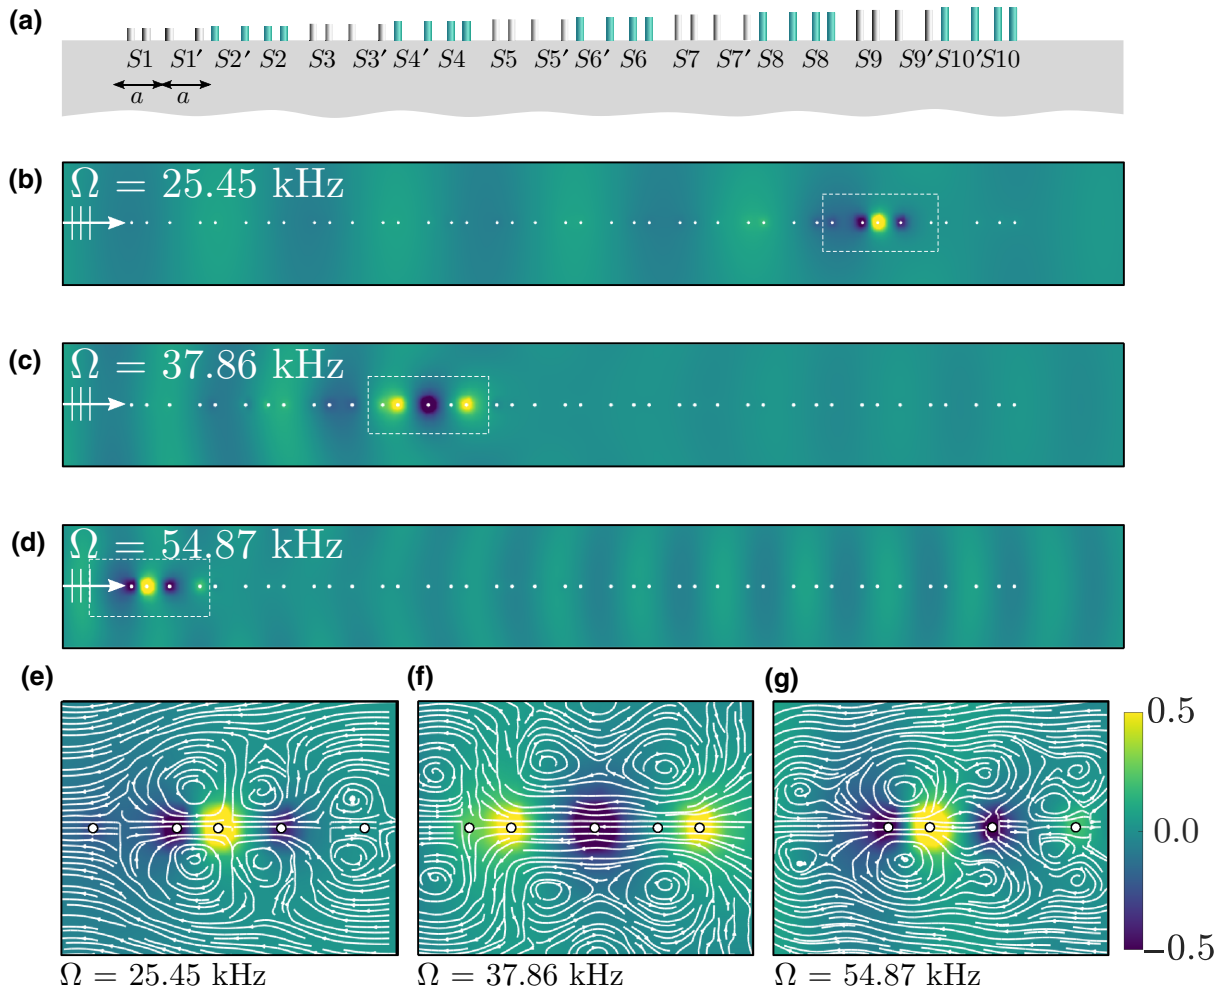 (a)
S1 S1′ S2′ S2 S3 S3′ S4′ S4 S5 S5′ S6′ S6 S7 S7′ S8 S8 S9 S9′ S10′ S10
a a
(b)
Ω = 25.45 kHz
(c)
Ω = 37.86 kHz
(d)
Ω = 54.87 kHz
(e) (f) (g)
0.5
0.0
−0.5
Ω = 25.45 kHz Ω = 37.86 kHz Ω = 54.87 kHz